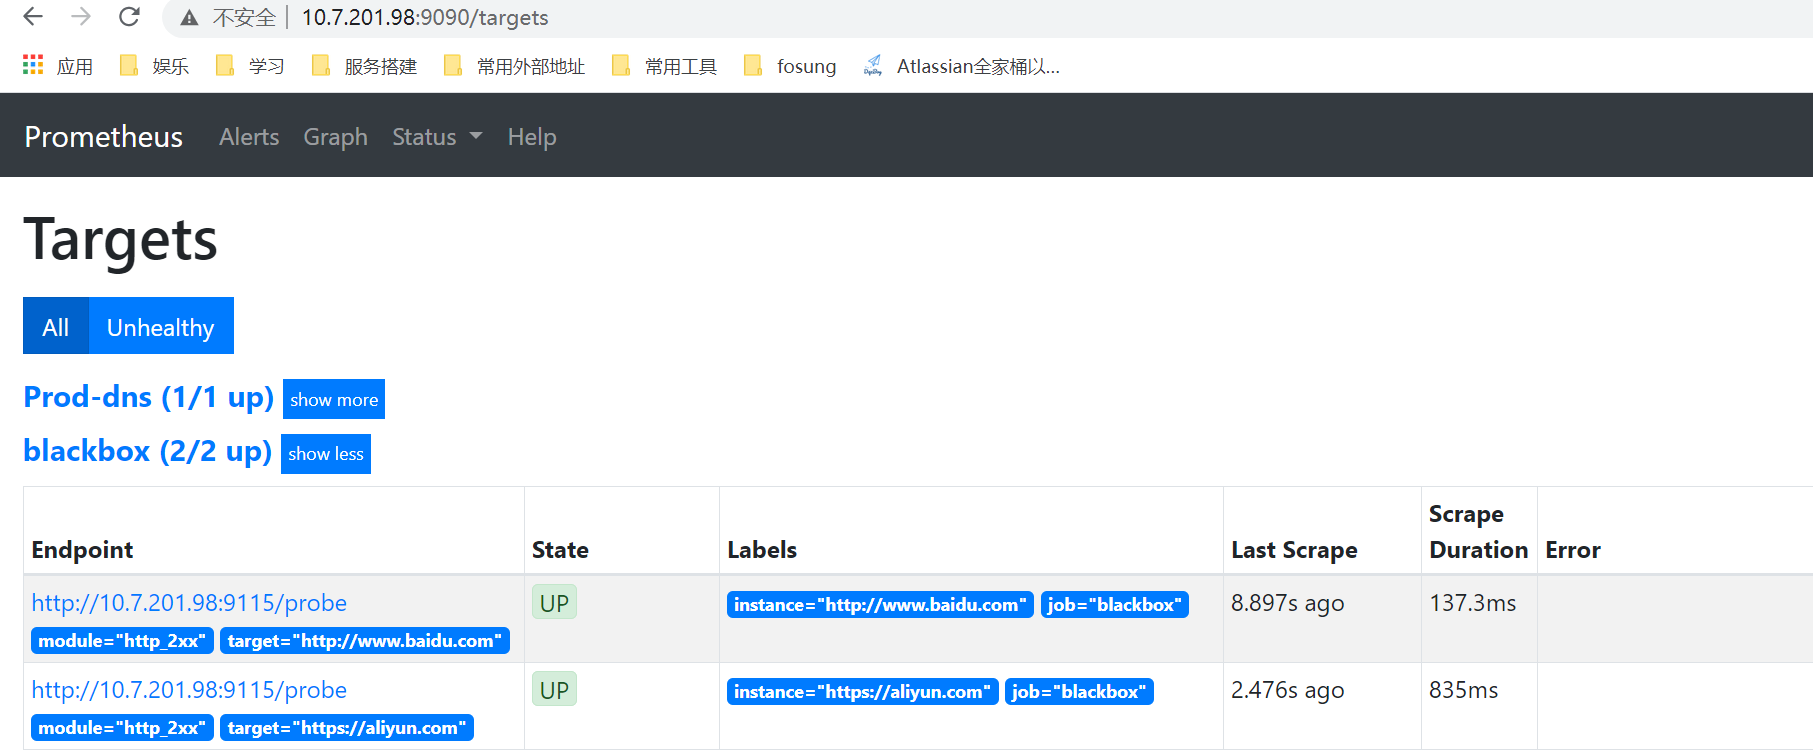 不安全 | 10.7.201.98:9090/targets
应用 娱乐 学习 服务搭建 常用外部地址 常用工具 fosung Atlassian全家桶以...
Prometheus Alerts Graph Status Help
Targets
All Unhealthy
Prod-dns (1/1 up) show more
blackbox (2/2 up) show less
Endpoint State Labels Last Scrape Scrape Duration Error
http://10.7.201.98:9115/probe UP instance="http://www.baidu.com" job="blackbox" 8.897s ago 137.3ms
module="http_2xx" target="http://www.baidu.com"
http://10.7.201.98:9115/probe UP instance="https://aliyun.com" job="blackbox" 2.476s ago 835ms
module="http_2xx" target="https://aliyun.com"